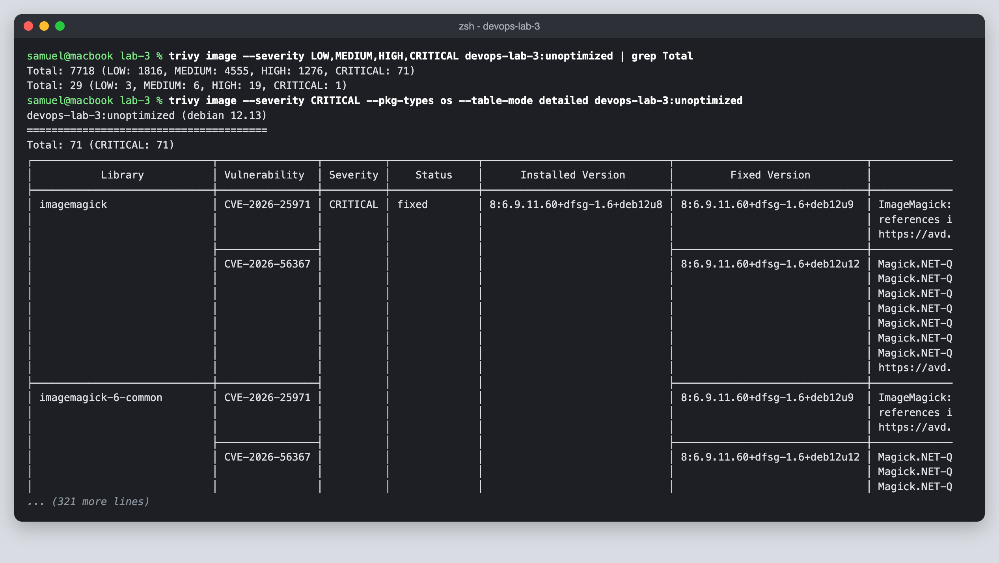 zsh - devops-lab-3
samuel@macbook lab-3 % trivy image --severity LOW,MEDIUM,HIGH,CRITICAL devops-lab-3:unoptimized | grep Total
Total: 7718 (LOW: 1816, MEDIUM: 4555, HIGH: 1276, CRITICAL: 71)
Total: 29 (LOW: 3, MEDIUM: 6, HIGH: 19, CRITICAL: 1)
samuel@macbook lab-3 % trivy image --severity CRITICAL --pkg-types os --table-mode detailed devops-lab-3:unoptimized
devops-lab-3:unoptimized (debian 12.13)
=======================================
Total: 71 (CRITICAL: 71)
Library Vulnerability Severity Status Installed Version Fixed Version
imagemagick CVE-2026-25971 CRITICAL fixed 8:6.9.11.60+dfsg-1.6+deb12u8 8:6.9.11.60+dfsg-1.6+deb12u9 ImageMagick:
references i
https://avd.
CVE-2026-56367 8:6.9.11.60+dfsg-1.6+deb12u12 Magick.NET-Q
Magick.NET-Q
Magick.NET-Q
Magick.NET-Q
Magick.NET-Q
Magick.NET-Q
Magick.NET-Q
https://avd.
imagemagick-6-common CVE-2026-25971 8:6.9.11.60+dfsg-1.6+deb12u9 ImageMagick:
references i
https://avd.
CVE-2026-56367 8:6.9.11.60+dfsg-1.6+deb12u12 Magick.NET-Q
Magick.NET-Q
Magick.NET-Q
... (321 more lines)